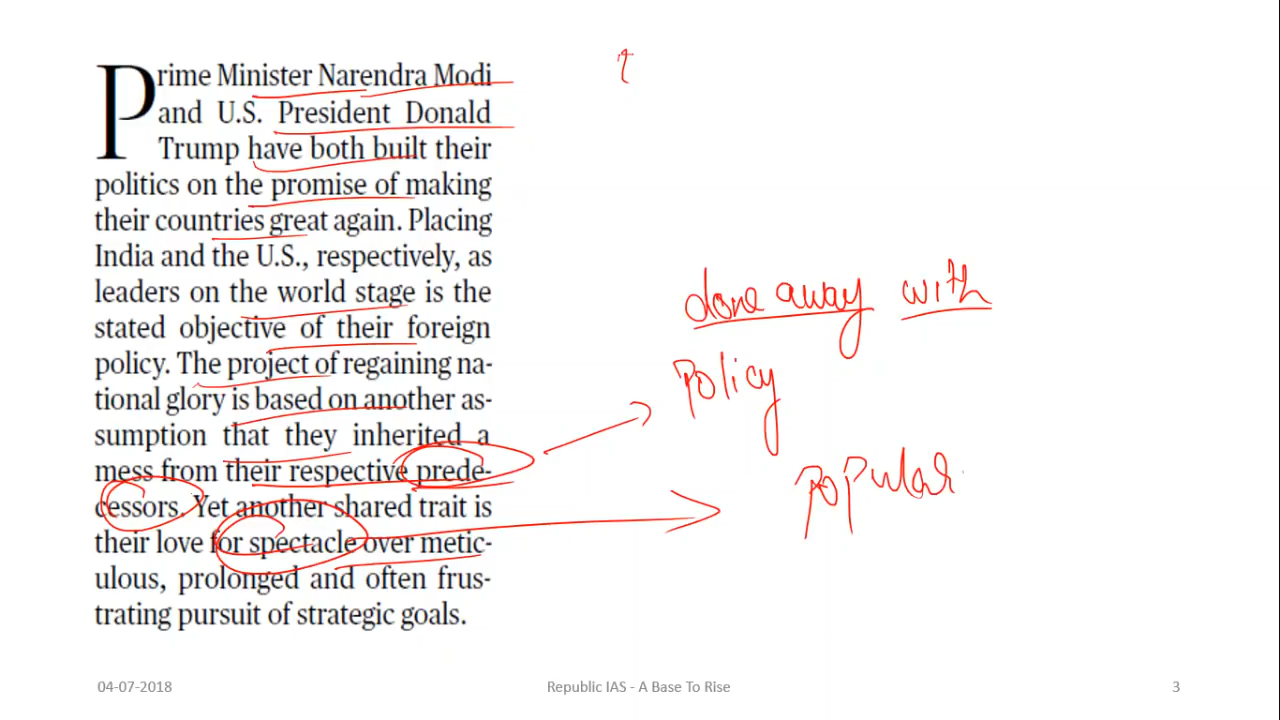 Prime Minister Narendra Modi
and U.S. President Donald
Trump have both built their
politics on the promise of making
their countries great again. Placing
India and the U.S., respectively, as
leaders on the world stage is the
stated objective of their foreign
policy. The project of regaining na-
tional glory is based on another as-
sumption that they inherited a
mess from their respective prede-
cessors. Yet another shared trait is
their love for spectacle over metic-
ulous, prolonged and often frus-
trating pursuit of strategic goals.
done away with
Policy
Popular
04-07-2018
Republic IAS - A Base To Rise
3